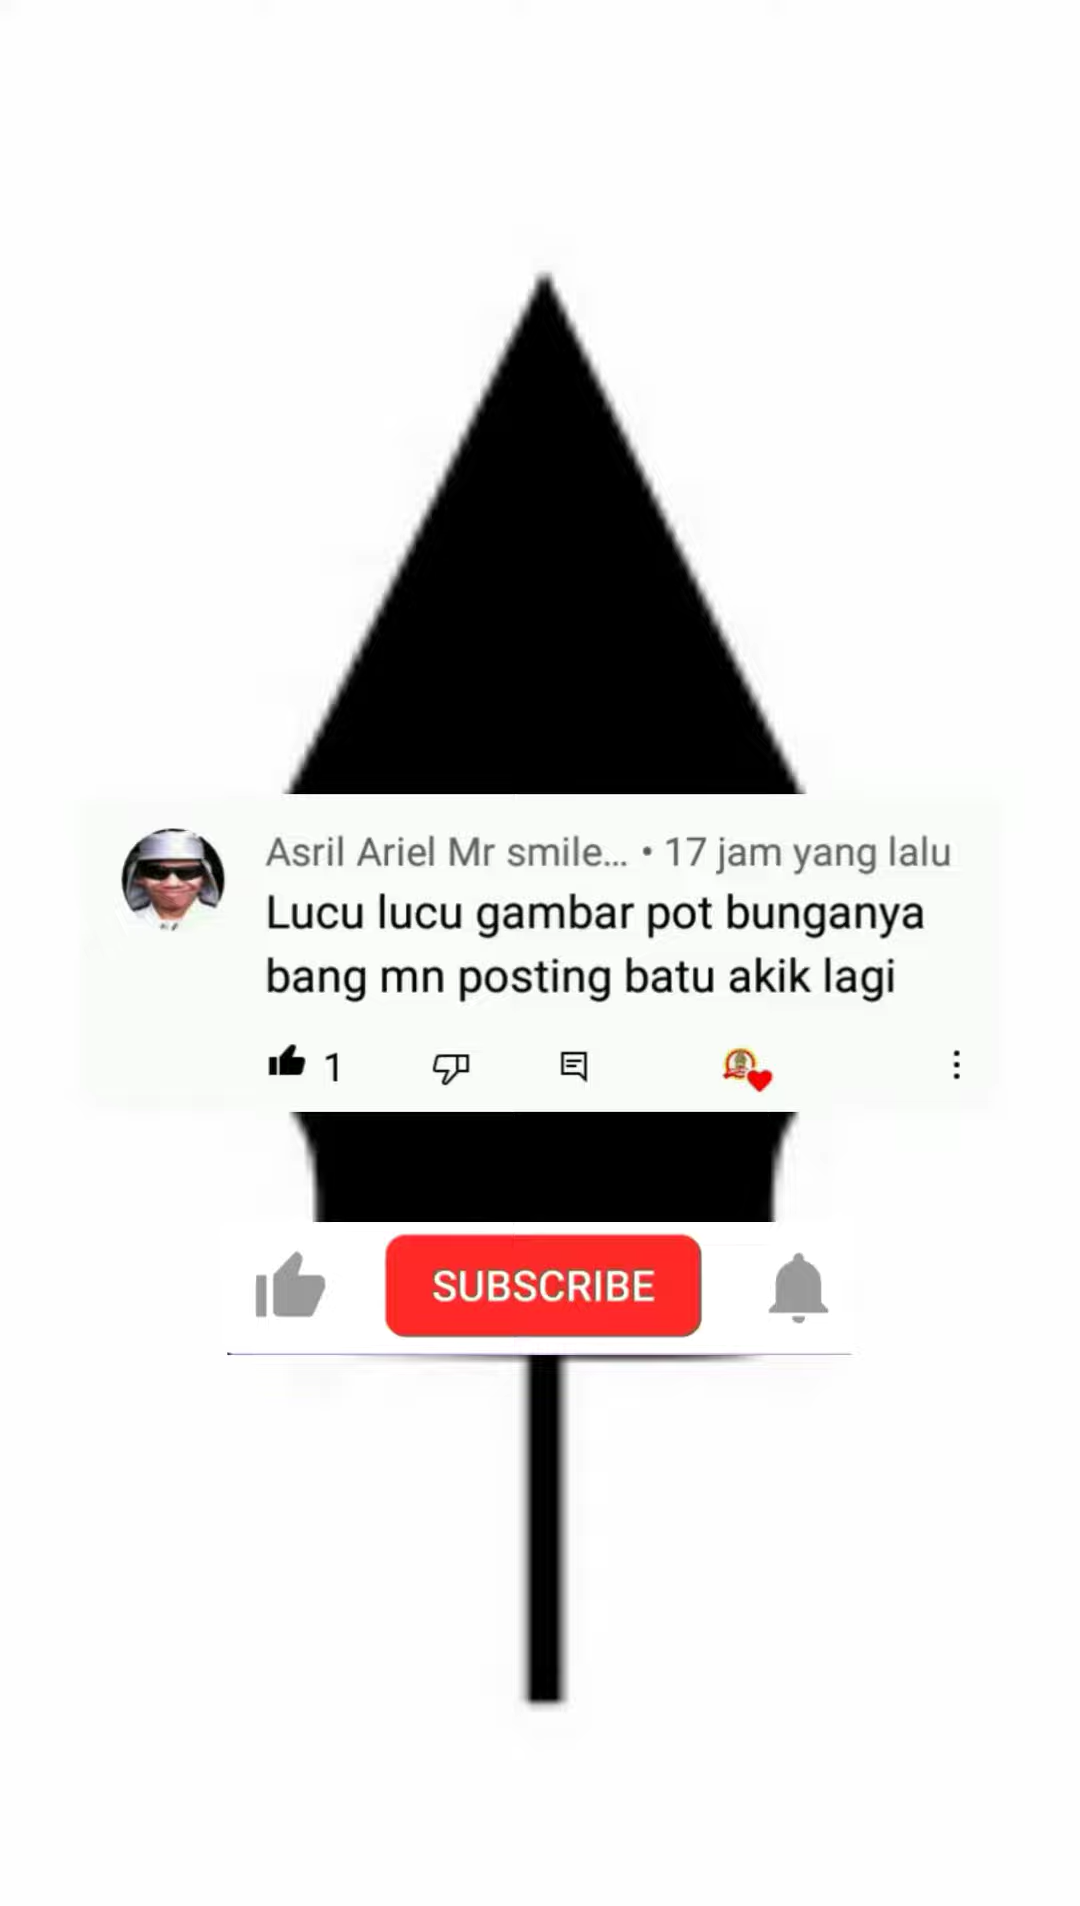 Asril Ariel Mr smile... • 17 jam yang lalu
Lucu lucu gambar pot bunganya
bang mn posting batu akik lagi
1
SUBSCRIBE